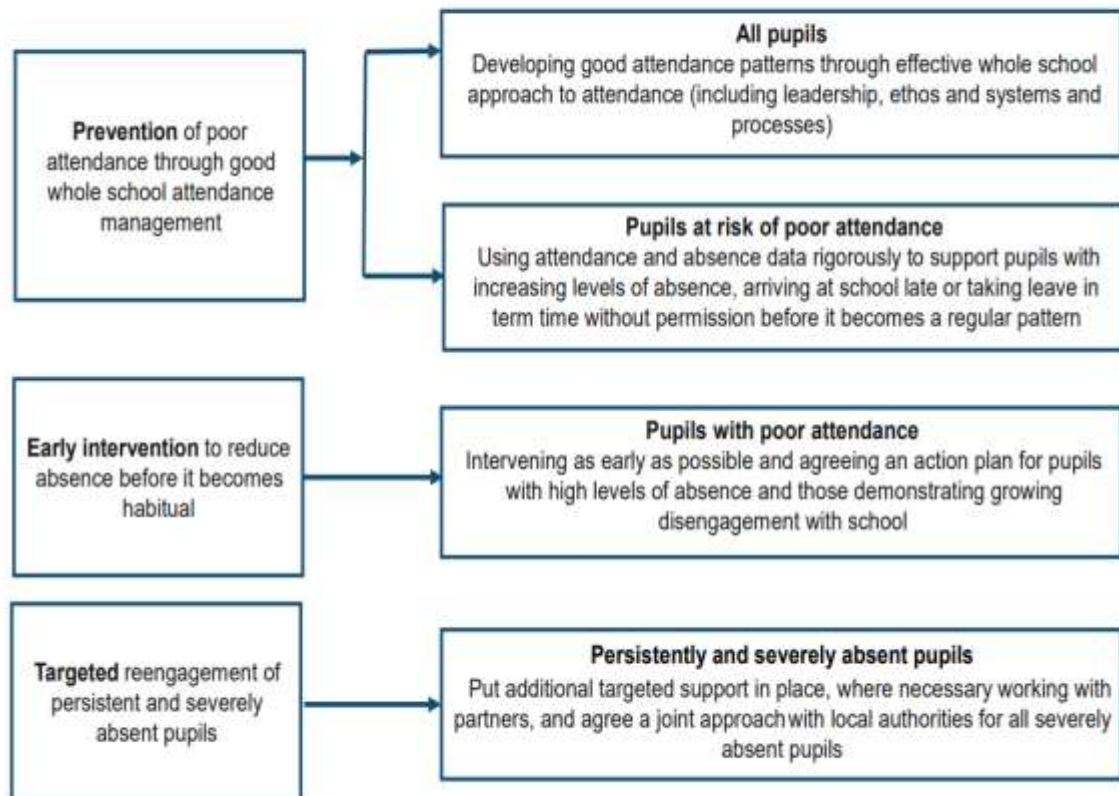 Prevention of poor
attendance through good
whole school attendance
management
All pupils
Developing good attendance patterns through effective whole school
approach to attendance (including leadership, ethos and systems and
processes)
Pupils at risk of poor attendance
Using attendance and absence data rigorously to support pupils with
increasing levels of absence, arriving at school late or taking leave in
term time without permission before it becomes a regular pattern
Early intervention to reduce
absence before it becomes
habitual
Pupils with poor attendance
Intervening as early as possible and agreeing an action plan for pupils
with high levels of absence and those demonstrating growing
disengagement with school
Targeted reengagement of
persistent and severely
absent pupils
Persistently and severely absent pupils
Put additional targeted support in place, where necessary working with
partners, and agree a joint approach with local authorities for all severely
absent pupils